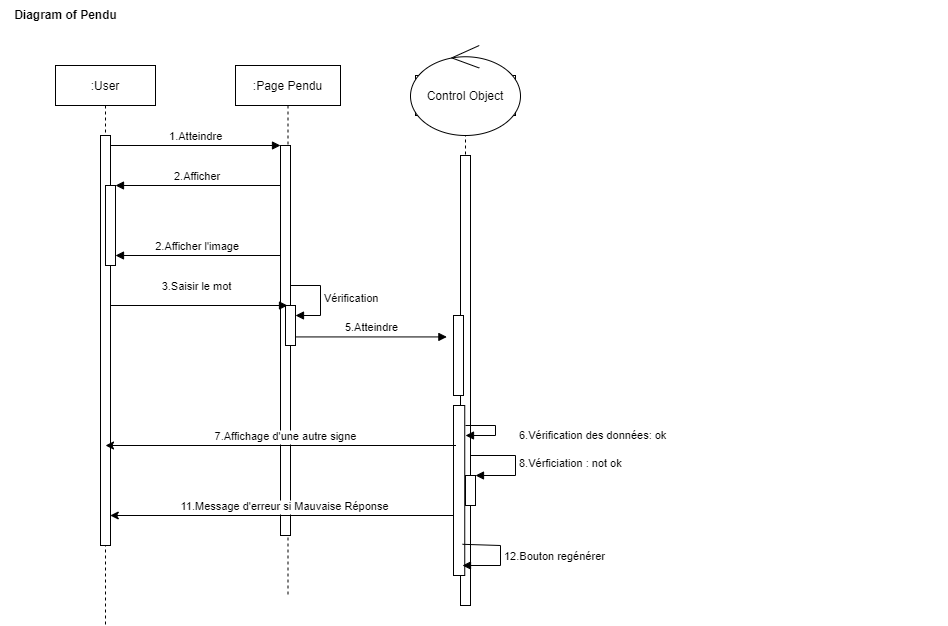 Diagram of Pendu
:User
:Page Pendu
Control Object
1.Atteindre
2.Afficher
2.Afficher l'image
3.Saisir le mot
Vérification
5.Atteindre
7.Affichage d'une autre signe
6.Vérification des données: ok
8.Vérficiation : not ok
11.Message d'erreur si Mauvaise Réponse
12.Bouton regénérer